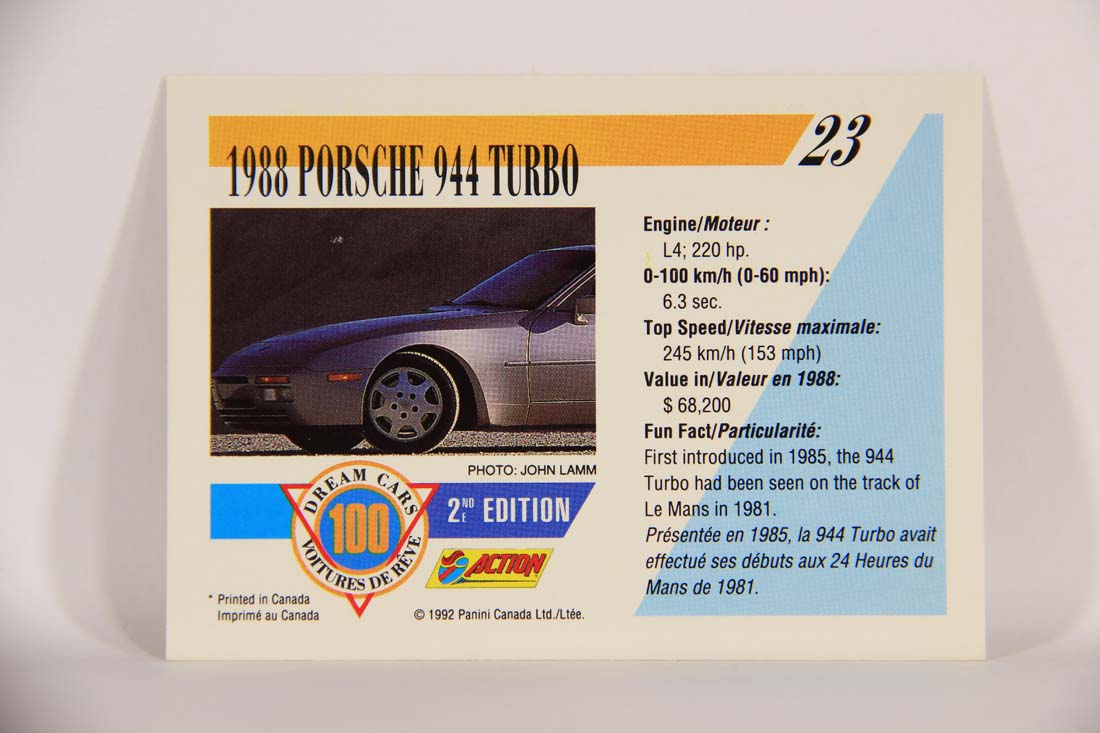 23
1988 PORSCHE 944 TURBO
Engine/Moteur :
L4; 220 hp.
0-100 km/h (0-60 mph):
6.3 sec.
Top Speed/Vitesse maximale:
245 km/h (153 mph)
Value in/Valeur en 1988:
$ 68,200
Fun Fact/Particularité:
First introduced in 1985, the 944
Turbo had been seen on the track of
Le Mans in 1981.
Présentée en 1985, la 944 Turbo avait
effectué ses débuts aux 24 Heures du
Mans de 1981.
PHOTO: JOHN LAMM
DREAM CARS
100
VOITURES DE RÊVE
2ND E EDITION
ACTION
* Printed in Canada
Imprimé au Canada
© 1992 Panini Canada Ltd./Ltée.